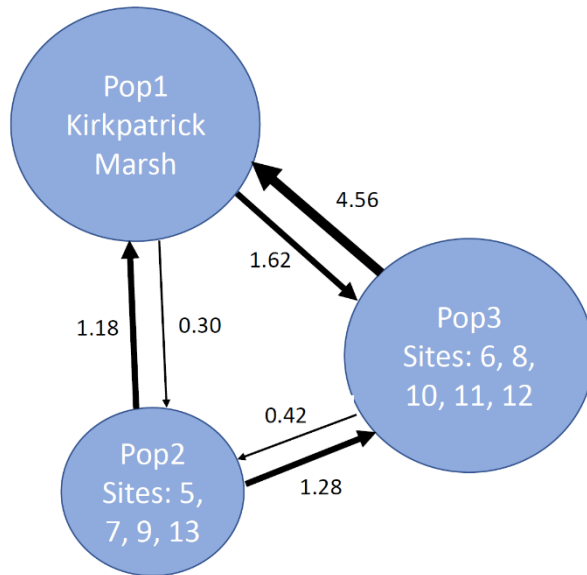 Pop1
Kirkpatrick
Marsh
4.56
1.62
1.18
0.30
Pop3
Sites: 6, 8,
10, 11, 12
0.42
Pop2
Sites: 5,
7, 9, 13
1.28